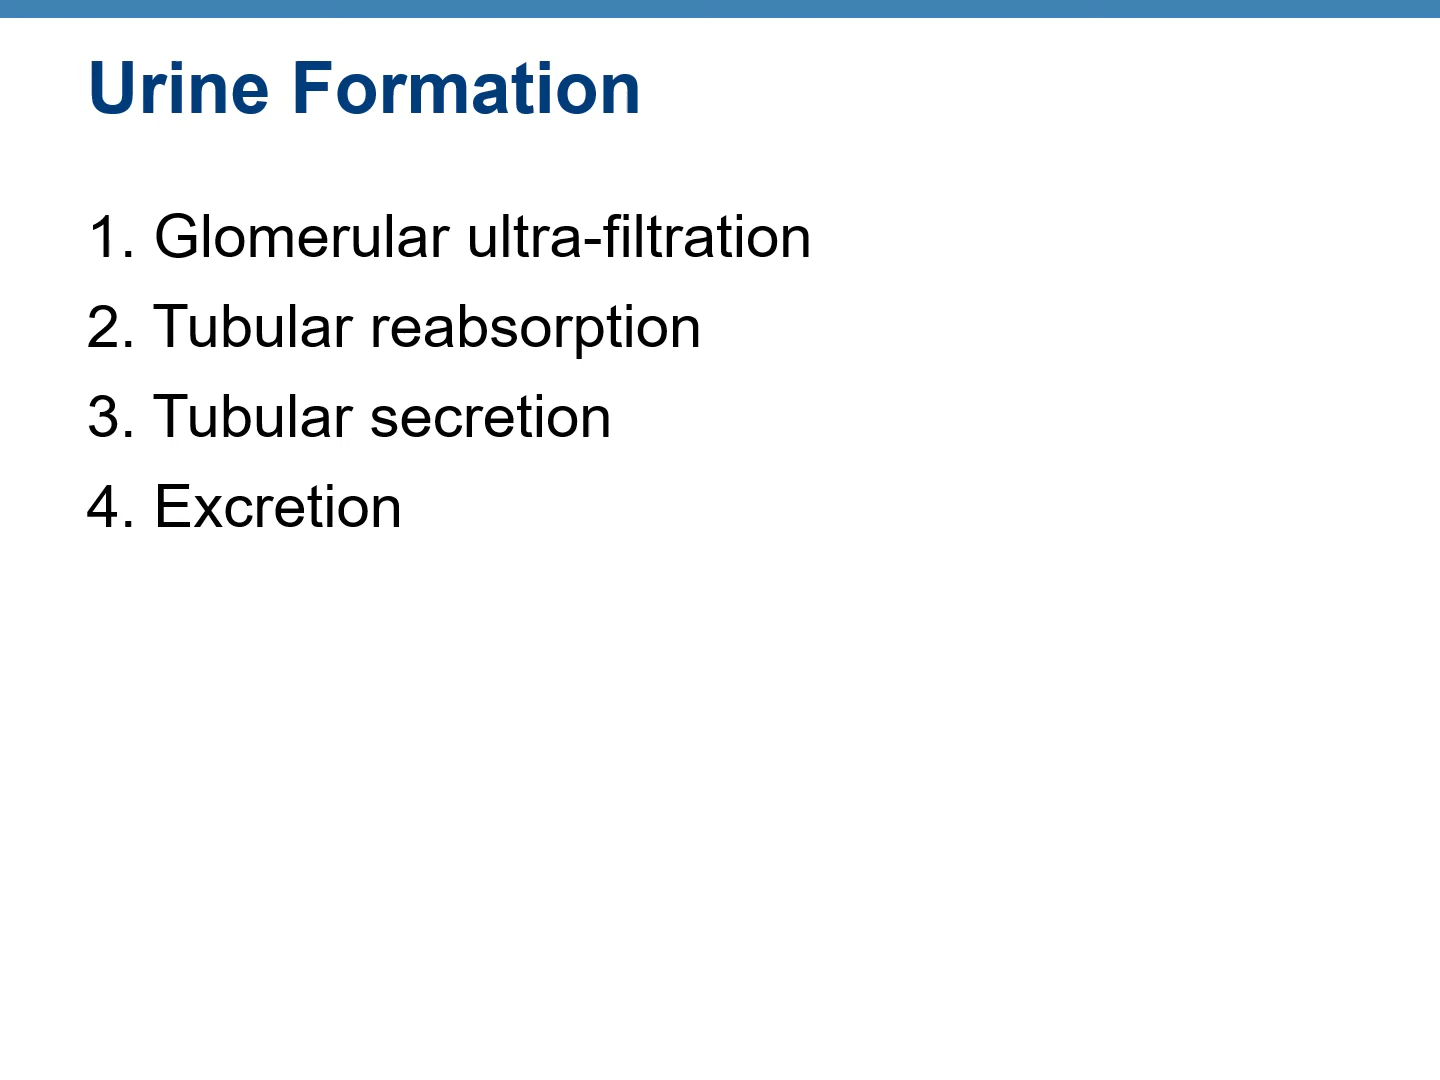 Urine Formation
1. Glomerular ultra-filtration
2. Tubular reabsorption
3. Tubular secretion
4. Excretion